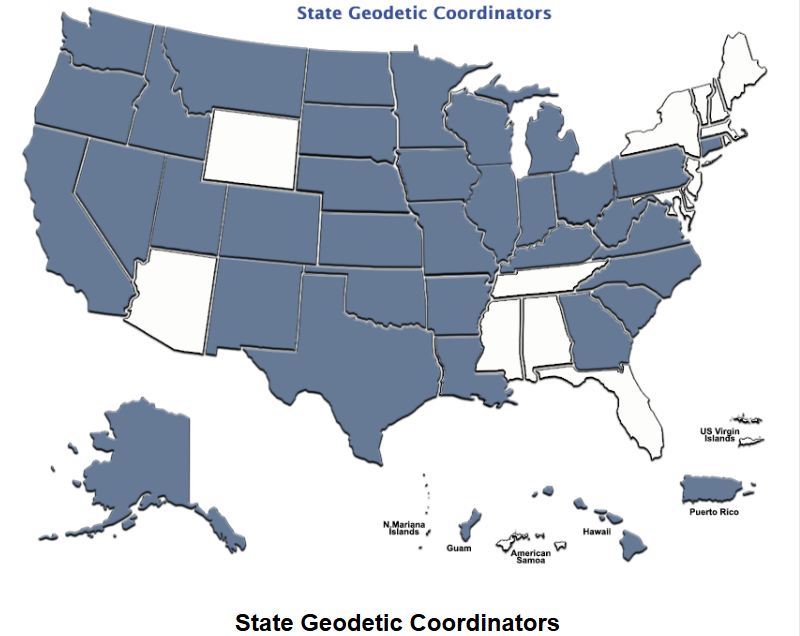 State Geodetic Coordinators
US Virgin
Islands
N.Mariana
Islands
Guam
American
Samoa
Hawaii
Puerto Rico
State Geodetic Coordinators